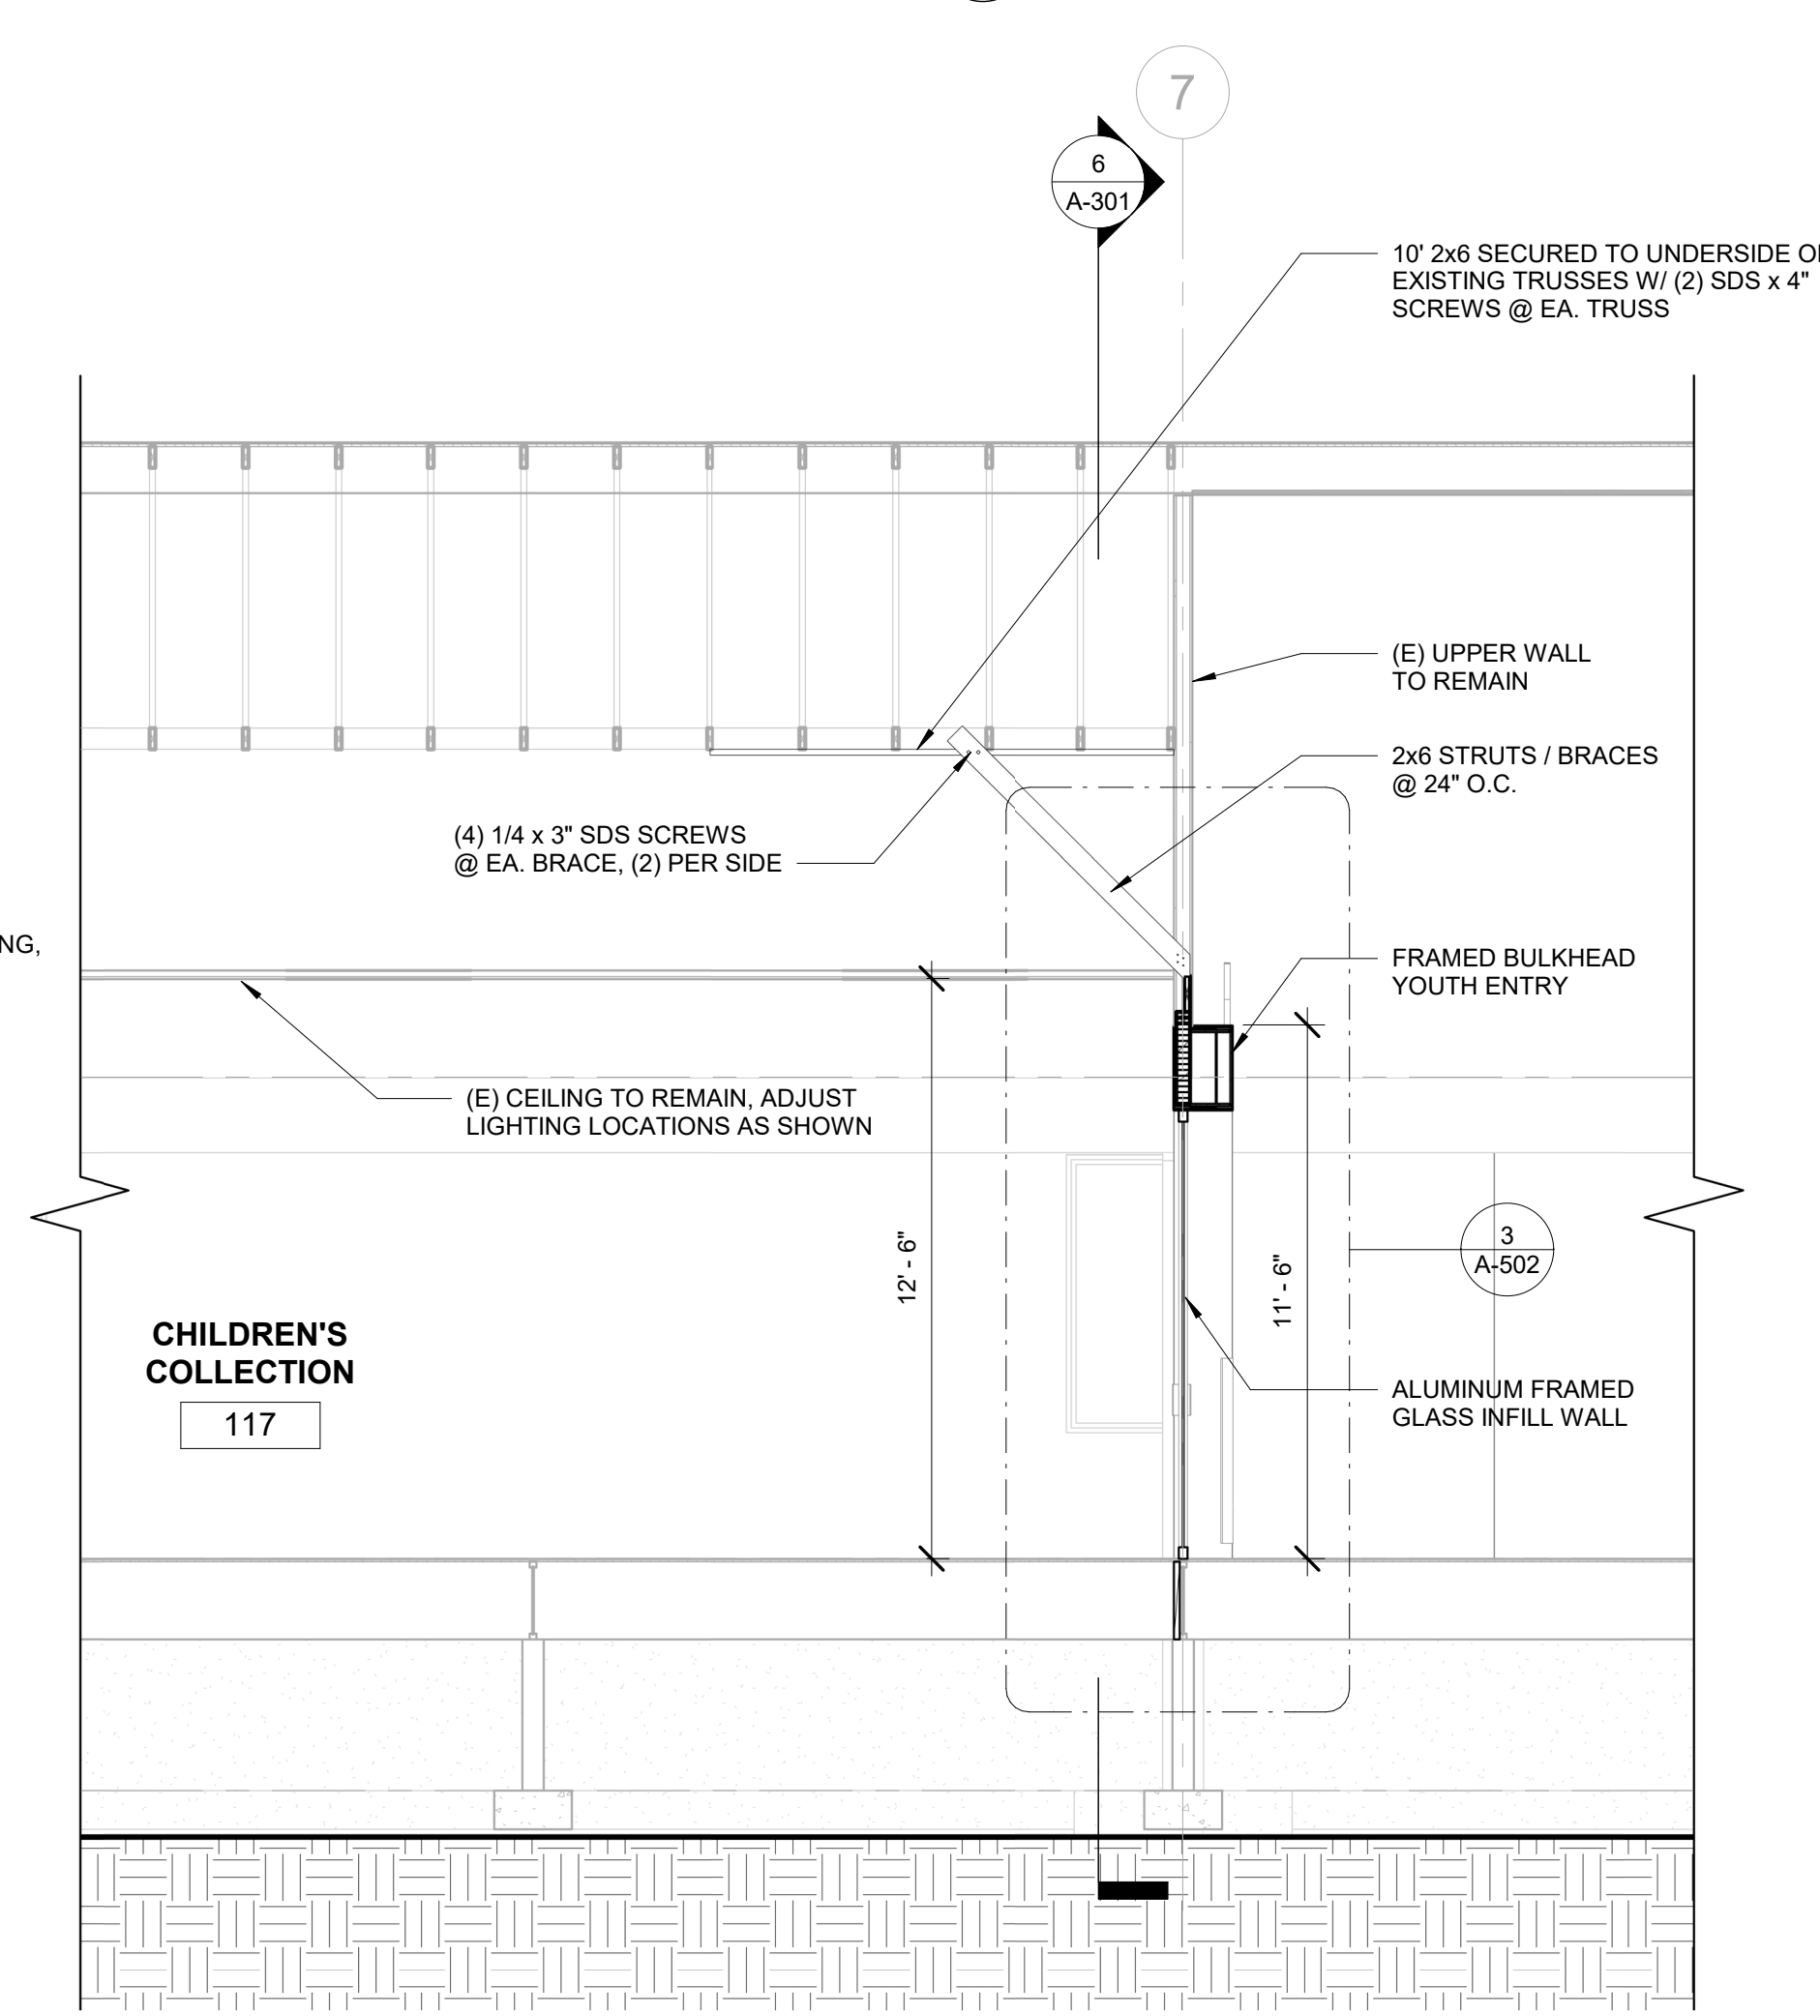 7
6
A-301
10' 2x6 SECURED TO UNDERSIDE
EXISTING TRUSSES W/ (2) SDS x 4"
SCREWS @ EA. TRUSS
(E) UPPER WALL
TO REMAIN
2x6 STRUTS / BRACES
@ 24" O.C.
(4) 1/4 x 3" SDS SCREWS
@ EA. BRACE, (2) PER SIDE
NG,
FRAMED BULKHEAD
YOUTH ENTRY
(E) CEILING TO REMAIN, ADJUST
LIGHTING LOCATIONS AS SHOWN
12' - 6"
11' - 6"
3
A-502
CHILDREN'S
COLLECTION
117
ALUMINUM FRAMED
GLASS INFILL WALL